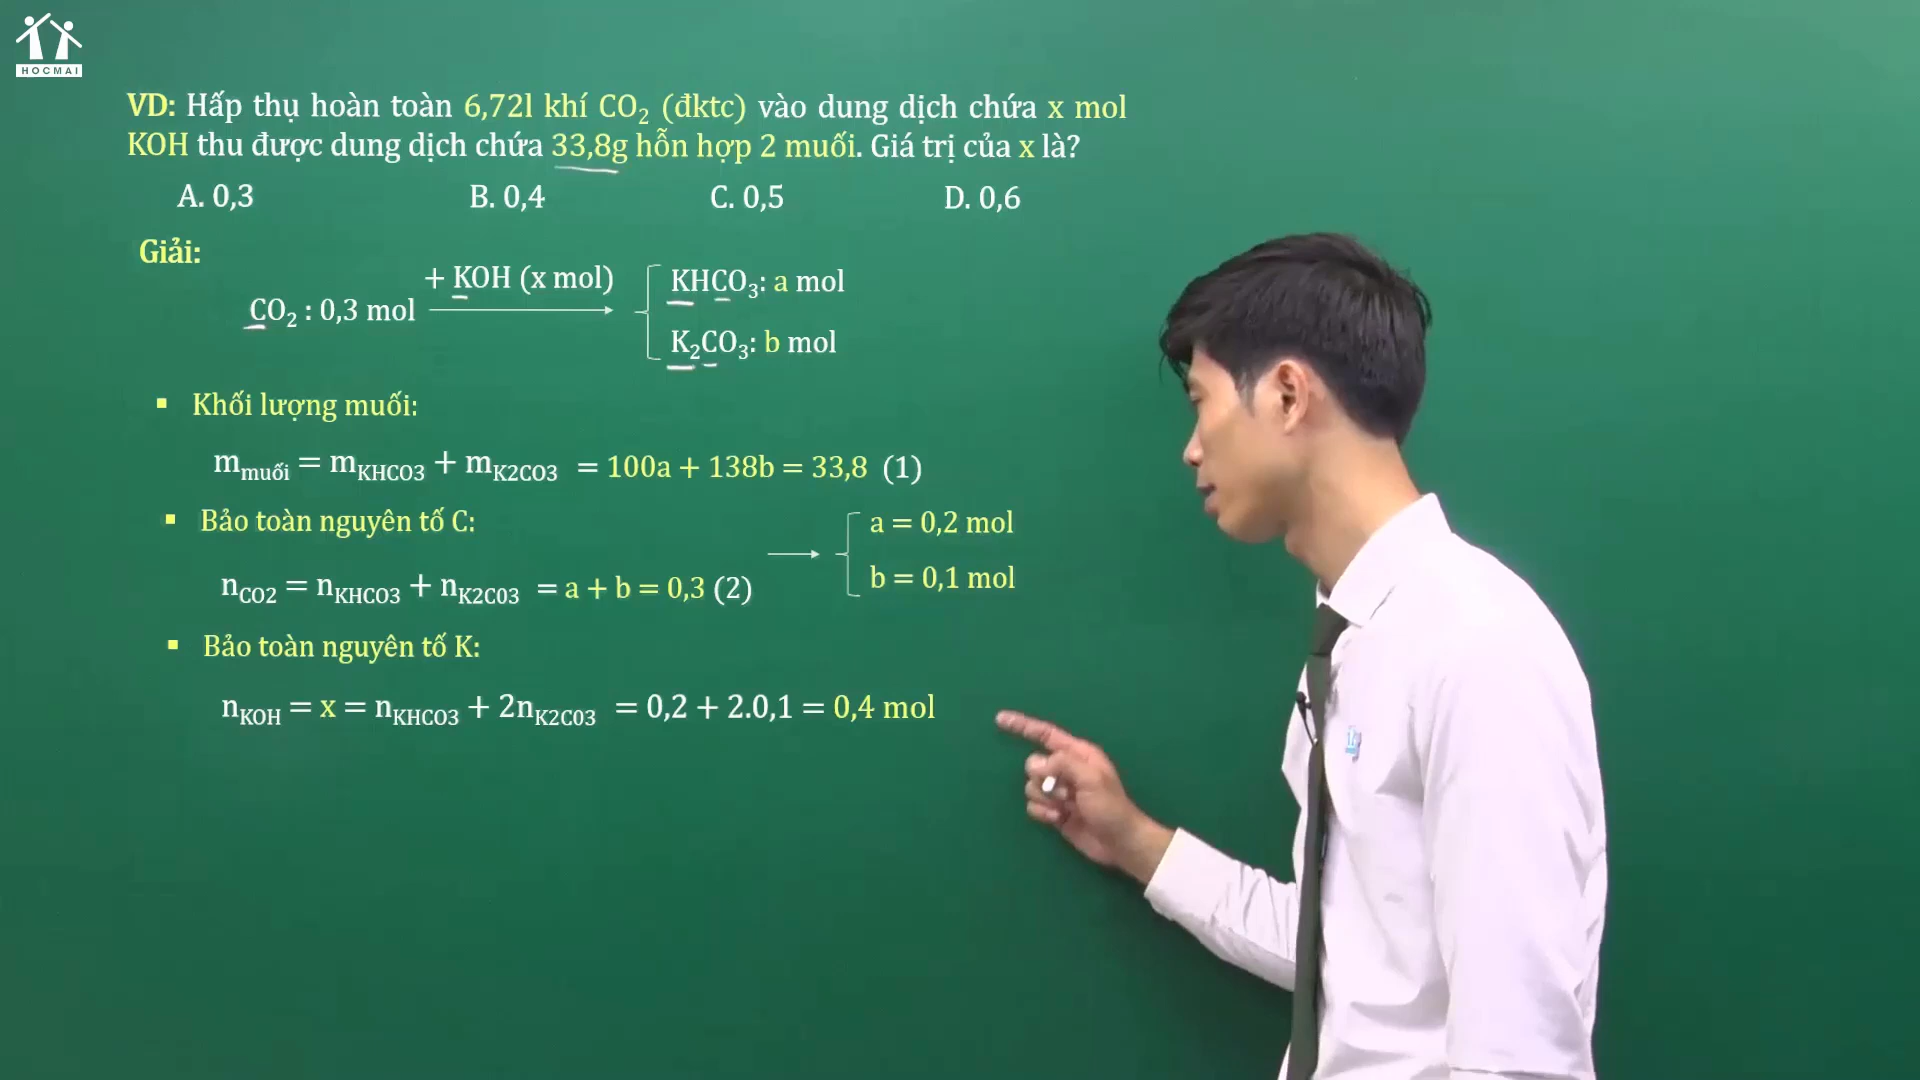 HOCMAI
VD: Hấp thụ hoàn toàn 6,72l khí CO₂ (đktc) vào dung dịch chứa x mol
KOH thu được dung dịch chứa 33,8g hỗn hợp 2 muối. Giá trị của x là?
A. 0,3 B. 0,4 C. 0,5 D. 0,6
Giải:
CO₂ : 0,3 mol + KOH (x mol) KHCO₃: a mol
K₂CO₃: b mol
▪ Khối lượng muối:
mmuối = mKHCO3 + mK2CO3 = 100a + 138b = 33,8 (1)
▪ Bảo toàn nguyên tố C:
nCO2 = nKHCO3 + nK2C03 = a + b = 0,3 (2)
a = 0,2 mol
b = 0,1 mol
▪ Bảo toàn nguyên tố K:
nKOH = x = nKHCO3 + 2nK2C03 = 0,2 + 2.0,1 = 0,4 mol